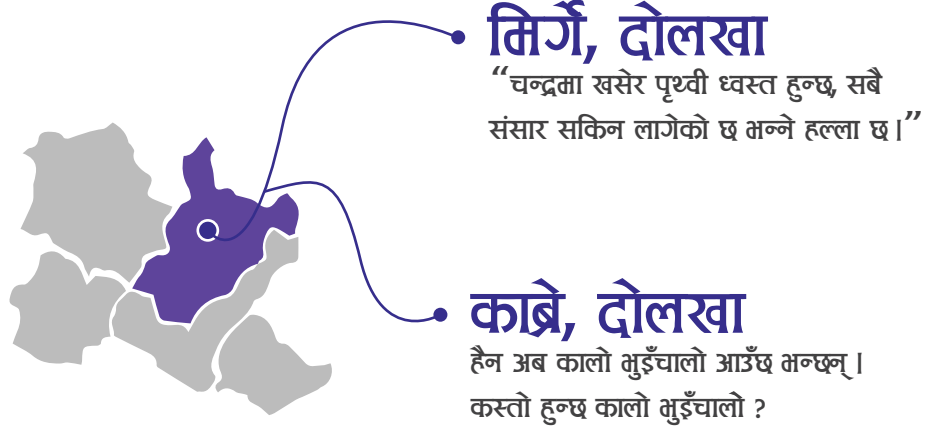 मिर्गे, दोलखा
“चन्द्रमा खसेर पृथ्वी ध्वस्त हुन्छ, सबै
संसार सकिन लागेको छ भन्ने हल्ला छ।”
काब्रे, दोलखा
हैन अब कालो भुइँचालो आउँछ भन्छन्।
कस्तो हुन्छ कालो भुइँचालो ?